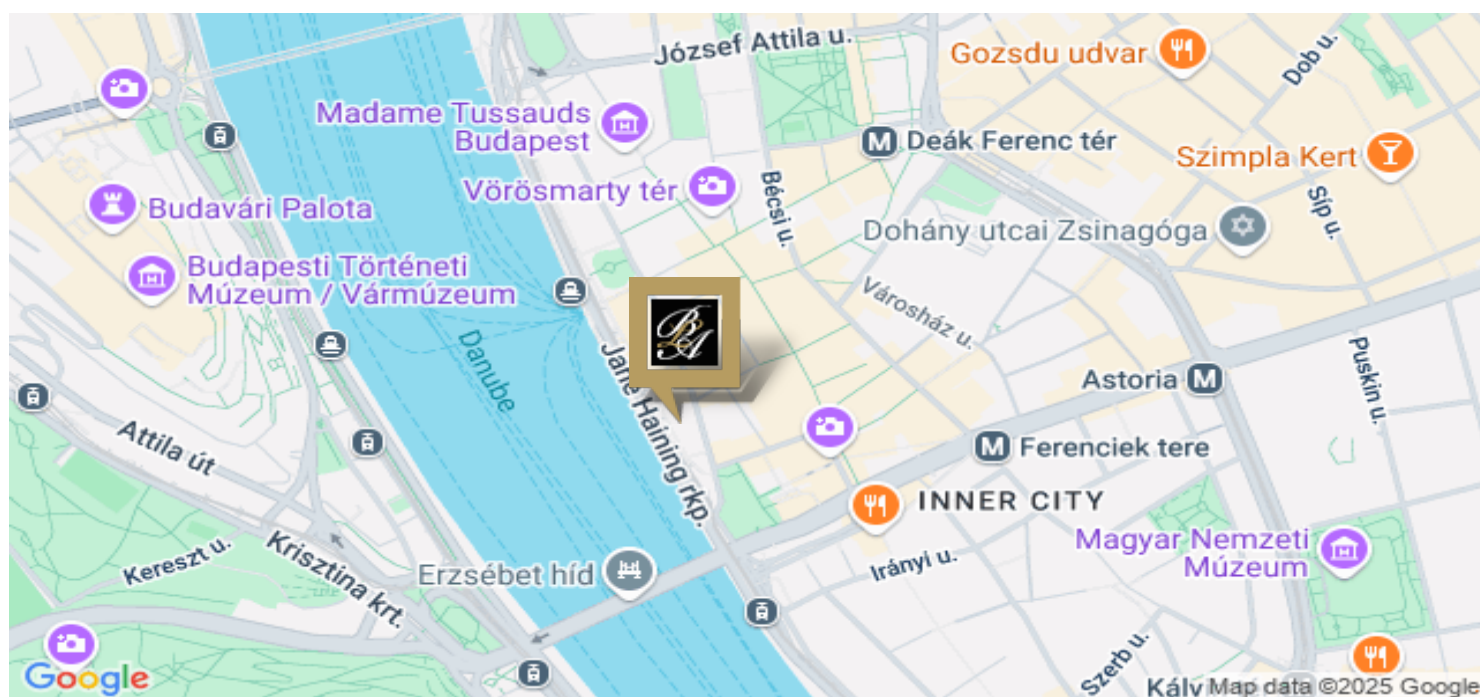 József Attila u.
Gozsdu udvar
Dob u.
Madame Tussauds
Budapest
Deák Ferenc tér
Szimpla Kert
Vörösmarty tér
Bécsi u.
Síp u.
Budavári Palota
Dohány utcai Zsinagóga
Budapesti Történeti
Múzeum / Vármúzeum
Városház u.
Danube
Jane Haining rkp.
Puskin u.
Astoria
Attila út
Ferenciek tere
INNER CITY
Krisztina krt.
Kereszt u.
Erzsébet híd
Irányi u.
Magyar Nemzeti
Múzeum
Szerb u.
Google
Kálv
Map data ©2025 Google